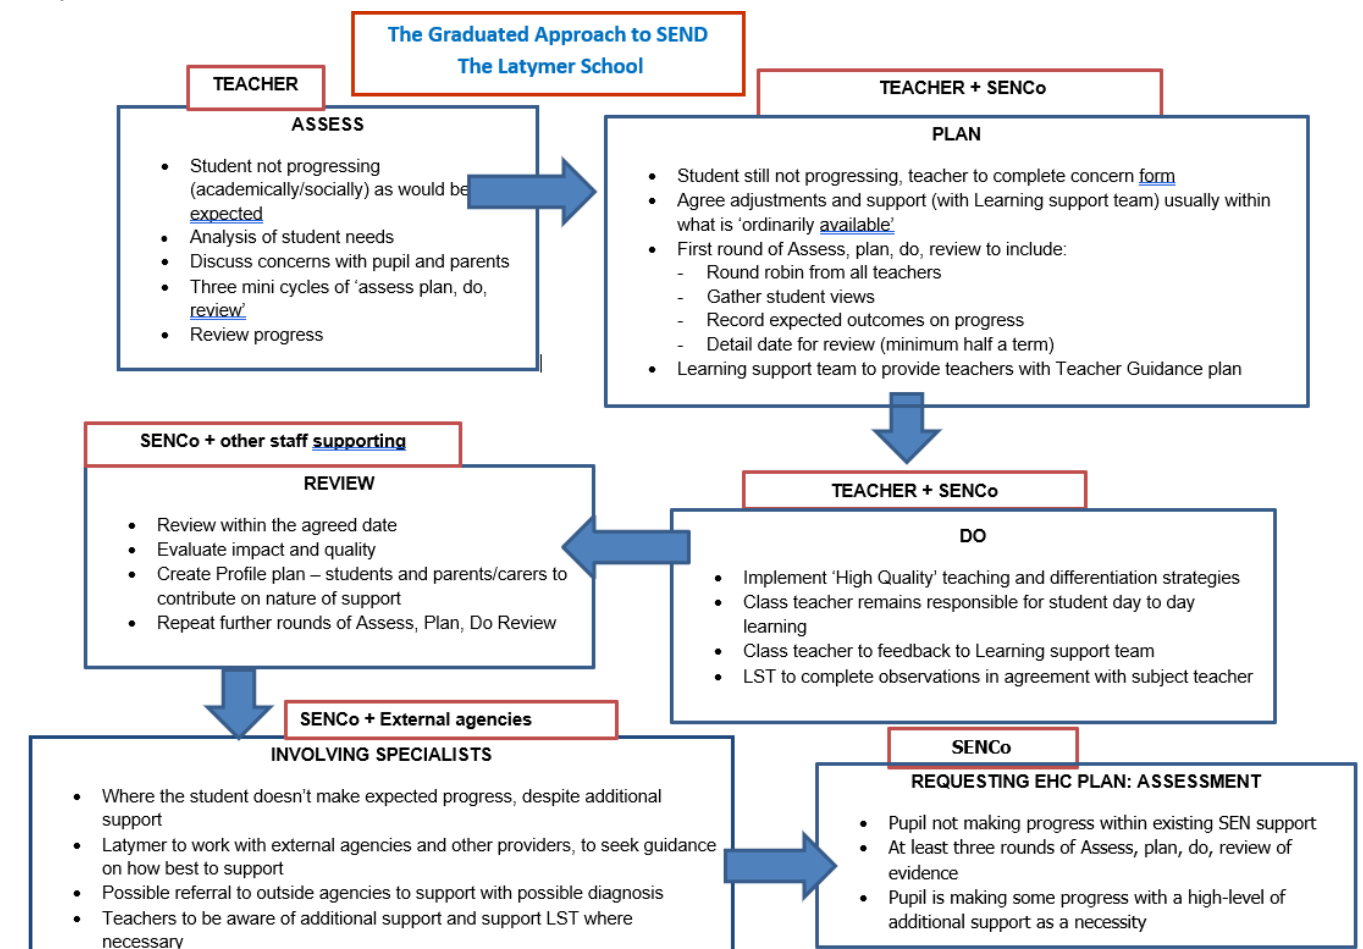 The Graduated Approach to SEND
The Latymer School
TEACHER
ASSESS
• Student not progressing
(academically/socially) as would be
expected
• Analysis of student needs
• Discuss concerns with pupil and parents
• Three mini cycles of ‘assess plan, do,
review’
• Review progress
TEACHER + SENCo
PLAN
• Student still not progressing, teacher to complete concern form
• Agree adjustments and support (with Learning support team) usually within
what is ‘ordinarily available’
• First round of Assess, plan, do, review to include:
- Round robin from all teachers
- Gather student views
- Record expected outcomes on progress
- Detail date for review (minimum half a term)
• Learning support team to provide teachers with Teacher Guidance plan
TEACHER + SENCo
DO
• Implement ‘High Quality’ teaching and differentiation strategies
• Class teacher remains responsible for student day to day
learning
• Class teacher to feedback to Learning support team
• LST to complete observations in agreement with subject teacher
SENCo + other staff supporting
REVIEW
• Review within the agreed date
• Evaluate impact and quality
• Create Profile plan – students and parents/carers to
contribute on nature of support
• Repeat further rounds of Assess, Plan, Do Review
SENCo + External agencies
INVOLVING SPECIALISTS
• Where the student doesn’t make expected progress, despite additional
support
• Latymer to work with external agencies and other providers, to seek guidance
on how best to support
• Possible referral to outside agencies to support with possible diagnosis
• Teachers to be aware of additional support and support LST where
necessary
SENCo
REQUESTING EHC PLAN: ASSESSMENT
• Pupil not making progress within existing SEN support
• At least three rounds of Assess, plan, do, review of
evidence
• Pupil is making some progress with a high-level of
additional support as a necessity